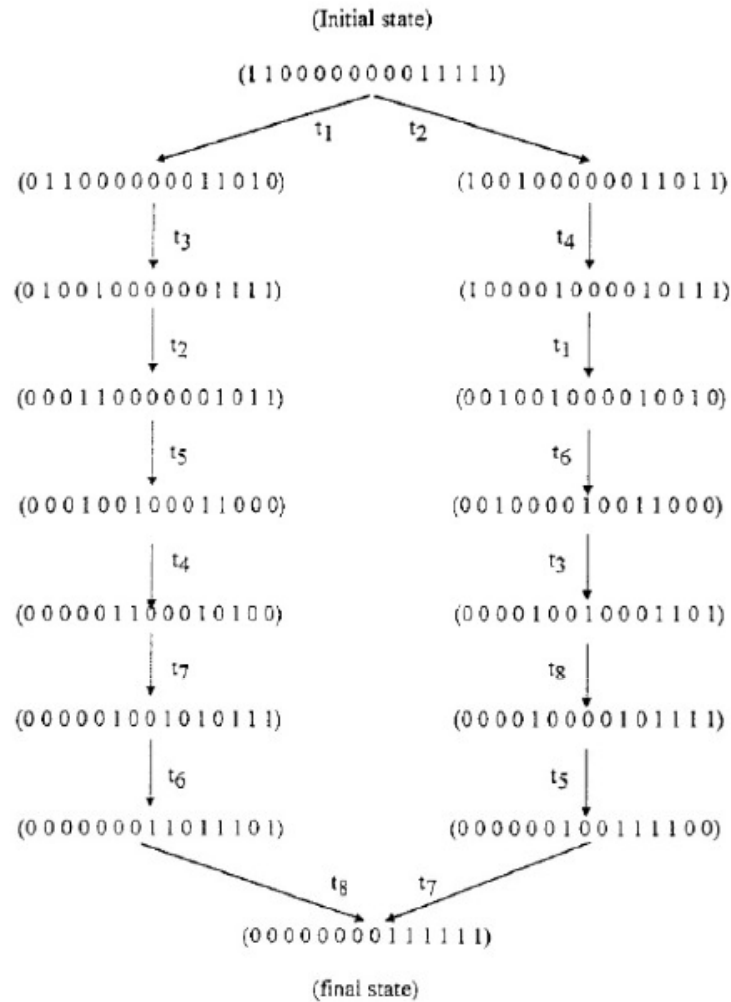 (Initial state)
(1 1 0 0 0 0 0 0 0 0 1 1 1 1 1)
t1 t2
(0 1 1 0 0 0 0 0 0 0 1 1 0 1 0) (1 0 0 1 0 0 0 0 0 0 1 1 0 1 1)
t3 t4
(0 1 0 0 1 0 0 0 0 0 0 1 1 1 1) (1 0 0 0 0 1 0 0 0 0 1 0 1 1 1)
t2 t1
(0 0 0 1 1 0 0 0 0 0 0 1 0 1 1) (0 0 1 0 0 1 0 0 0 0 1 0 0 1 0)
t5 t6
(0 0 0 1 0 0 1 0 0 0 1 1 0 0 0) (0 0 1 0 0 0 0 1 0 0 1 1 0 0 0)
t4 t3
(0 0 0 0 0 1 1 0 0 0 1 0 1 0 0) (0 0 0 0 1 0 0 1 0 0 0 1 1 0 1)
t7 t8
(0 0 0 0 0 1 0 0 1 0 1 0 1 1 1) (0 0 0 0 1 0 0 0 0 1 0 1 1 1 1)
t6 t5
(0 0 0 0 0 0 0 1 1 0 1 1 1 0 1) (0 0 0 0 0 0 1 0 0 1 1 1 1 0 0)
t8 t7
(0 0 0 0 0 0 0 0 1 1 1 1 1 1)
(final state)